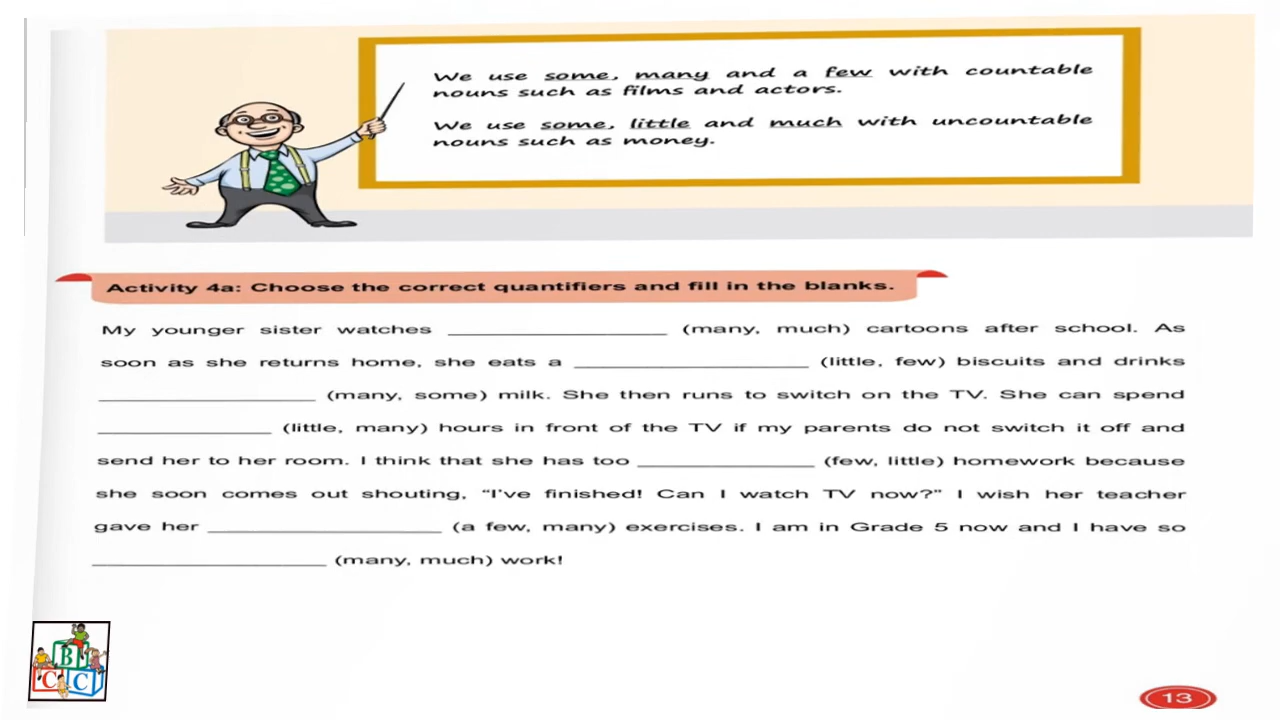 We use some, many and a few with countable
nouns such as films and actors.
We use some, little and much with uncountable
nouns such as money.
Activity 4a: Choose the correct quantifiers and fill in the blanks.
My younger sister watches ____________________ (many, much) cartoons after school. As
soon as she returns home, she eats a ____________________ (little, few) biscuits and drinks
____________________ (many, some) milk. She then runs to switch on the TV. She can spend
________________ (little, many) hours in front of the TV if my parents do not switch it off and
send her to her room. I think that she has too ________________ (few, little) homework because
she soon comes out shouting, “I’ve finished! Can I watch TV now?” I wish her teacher
gave her ____________________ (a few, many) exercises. I am in Grade 5 now and I have so
____________________ (many, much) work!
B
C C
13